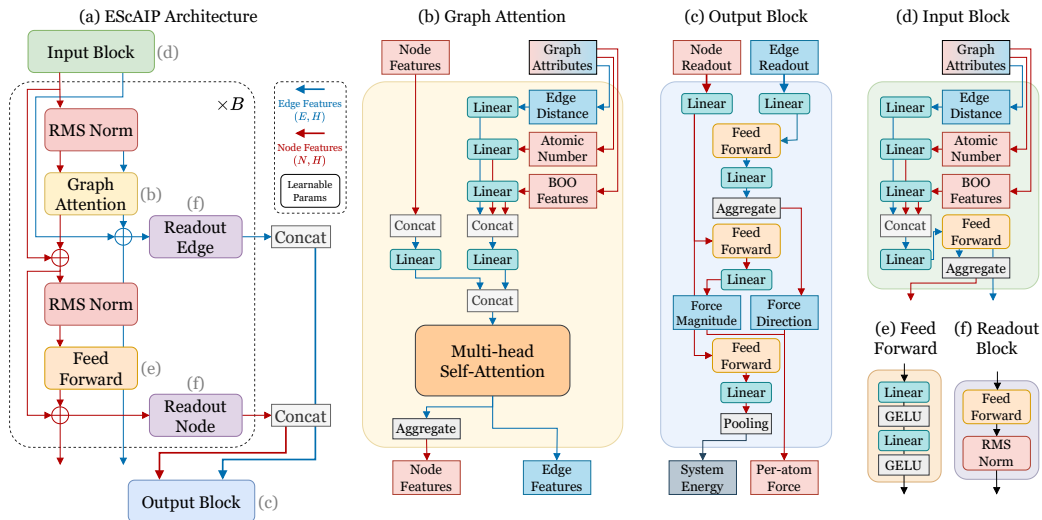 (a) EScAIP Architecture
Input Block
(d)
×B
RMS Norm
Graph
Attention
(b)
(f)
Readout
Edge
Concat
RMS Norm
Feed
Forward
(e)
(f)
Readout
Node
Concat
Output Block
(c)
Edge Features
(E, H)
Node Features
(N, H)
Learnable
Params
(b) Graph Attention
Node
Features
Graph
Attributes
Linear
Edge
Distance
Linear
Atomic
Number
Linear
BOO
Features
Concat
Concat
Linear
Linear
Concat
Multi-head
Self-Attention
Aggregate
Node
Features
Edge
Features
(c) Output Block
Node
Readout
Edge
Readout
Linear
Linear
Feed
Forward
Linear
Aggregate
Feed
Forward
Linear
Force
Magnitude
Force
Direction
Feed
Forward
Linear
Pooling
System
Energy
Per-atom
Force
(d) Input Block
Graph
Attributes
Linear
Edge
Distance
Linear
Atomic
Number
Linear
BOO
Features
Concat
Linear
Feed
Forward
Aggregate
(e) Feed
Forward
Linear
GELU
Linear
GELU
(f) Readout
Block
Feed
Forward
RMS
Norm